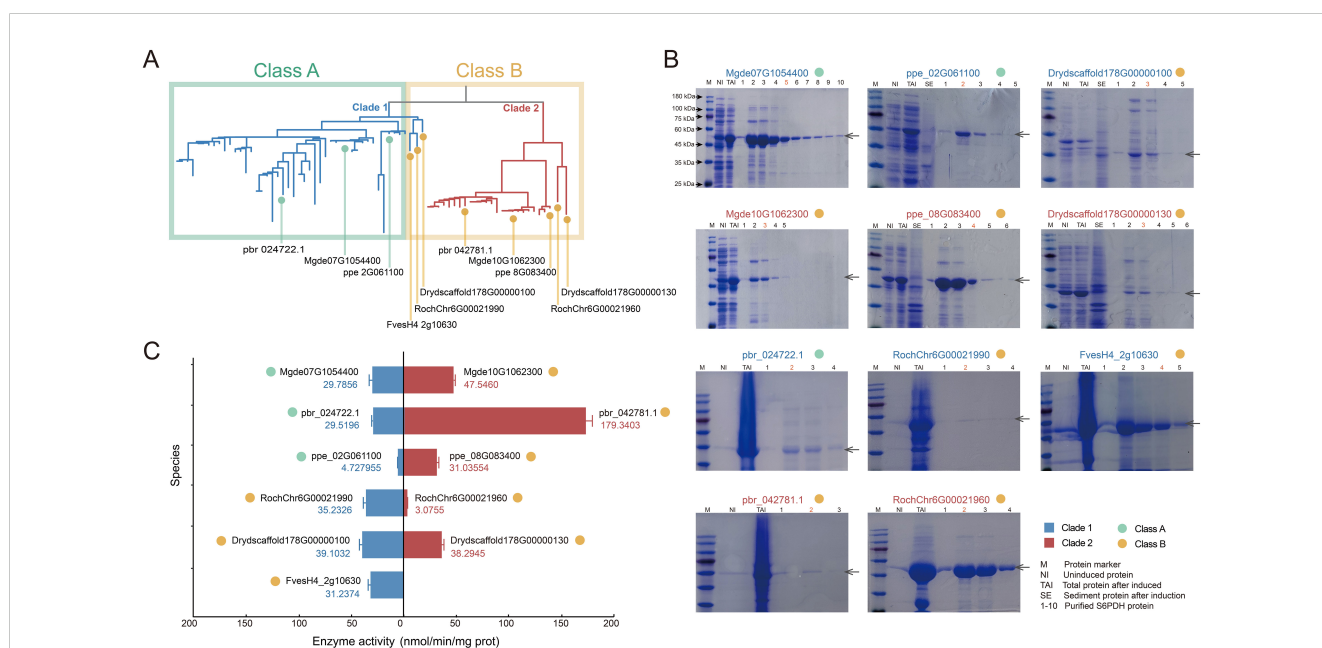 A
Class A
Class B
Clade 1
Clade 2
pbr 024722.1
Mgde07G1054400
ppe 2G061100
pbr 042781.1
Mgde10G1062300
ppe 8G083400
Drydscaffold178G00000100
Drydscaffold178G00000130
RochChr6G00021990
RochChr6G00021960
FvesH4 2g10630
B
Mgde07G1054400
M NI TAI 1 2 3 4 5 6 7 8 9 10
180 kDa
100 kDa
75 kDa
60 kDa
45 kDa
35 kDa
25 kDa
ppe_02G061100
M NI TAI SE 1 2 3 4 5
Drydscaffold178G00000100
M NI TAI SE 1 2 3 4 5
Mgde10G1062300
M NI TAI 1 2 3 4 5
ppe_08G083400
M NI TAI SE 1 2 3 4 5 6
Drydscaffold178G00000130
M NI TAI SE 1 2 3 4 5 6
pbr_024722.1
M NI TAI 1 2 3 4
RochChr6G00021990
M NI TAI 1 2 3 4
FvesH4_2g10630
M NI TAI 1 2 3 4 5
pbr_042781.1
M NI TAI 1 2 3
RochChr6G00021960
M NI TAI 1 2 3 4
Clade 1
Class A
Clade 2
Class B
M Protein marker
NI Uninduced protein
TAI Total protein after induced
SE Sediment protein after induction
1-10 Purified S6PDH protein
C
Species
Mgde07G1054400
29.7856
Mgde10G1062300
47.5460
pbr_024722.1
29.5196
pbr_042781.1
179.3403
ppe_02G061100
4.727955
ppe_08G083400
31.03554
RochChr6G00021990
35.2326
RochChr6G00021960
3.0755
Drydscaffold178G00000100
39.1032
Drydscaffold178G00000130
38.2945
FvesH4_2g10630
31.2374
200 150 100 50 0 50 100 150 200
Enzyme activity (nmol/min/mg prot)